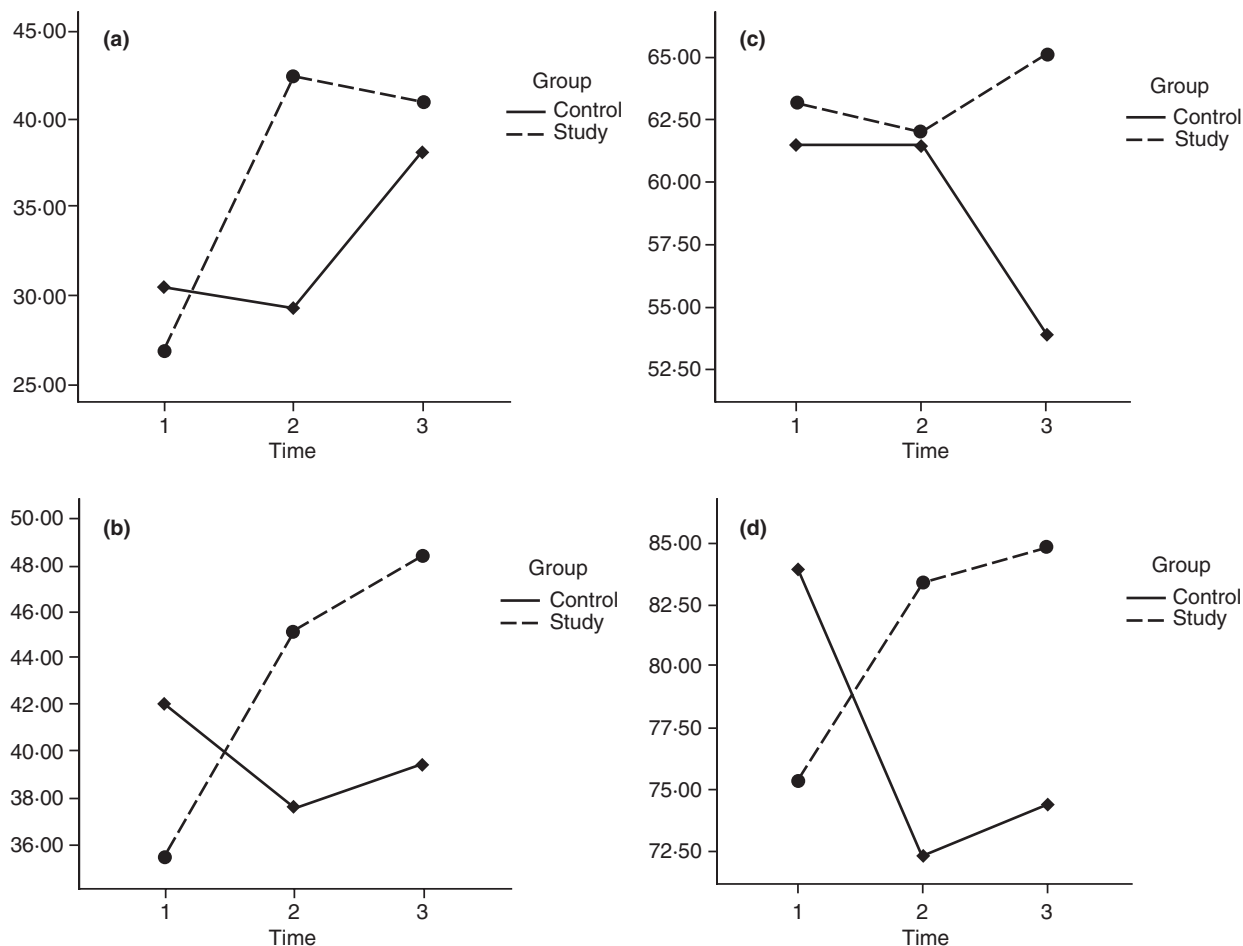 (a)
45·00
40·00
35·00
30·00
25·00
1 2 3
Time
Group
Control
Study
(c)
65·00
62·50
60·00
57·50
55·00
52·50
1 2 3
Time
Group
Control
Study
(b)
50·00
48·00
46·00
44·00
42·00
40·00
38·00
36·00
1 2 3
Time
Group
Control
Study
(d)
85·00
82·50
80·00
77·50
75·00
72·50
1 2 3
Time
Group
Control
Study